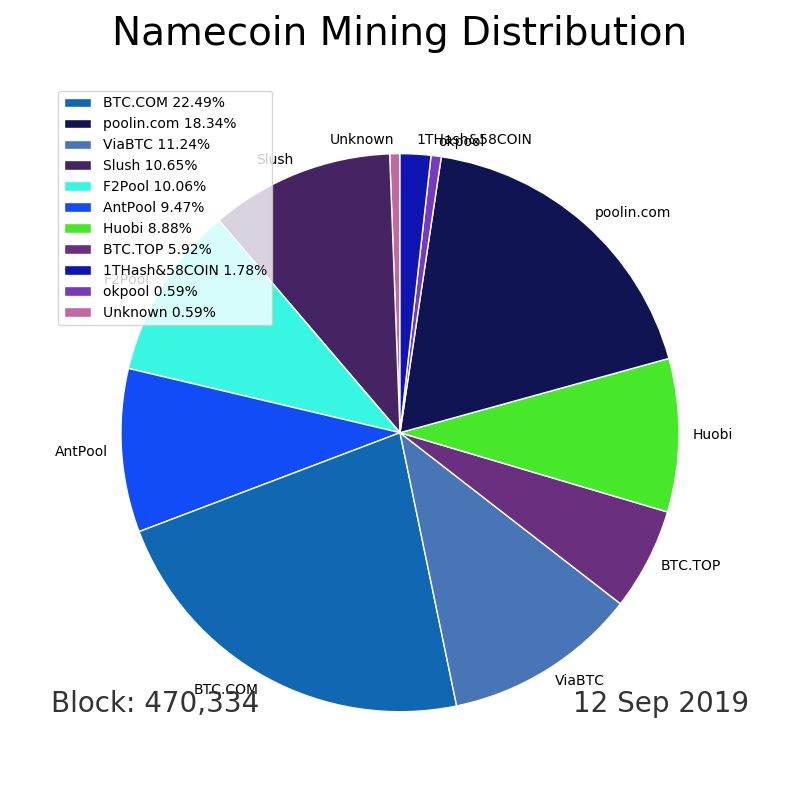 Namecoin Mining Distribution
BTC.COM 22.49%
poolin.com 18.34%
ViaBTC 11.24%
Slush 10.65%
F2Pool 10.06%
AntPool 9.47%
Huobi 8.88%
BTC.TOP 5.92%
1THash&58COIN 1.78%
okpool 0.59%
Unknown 0.59%
Unknown
1THash&58COIN
okpool
Slush
poolin.com
F2Pool
Huobi
AntPool
BTC.TOP
ViaBTC
BTC.COM
Block: 470,334
12 Sep 2019